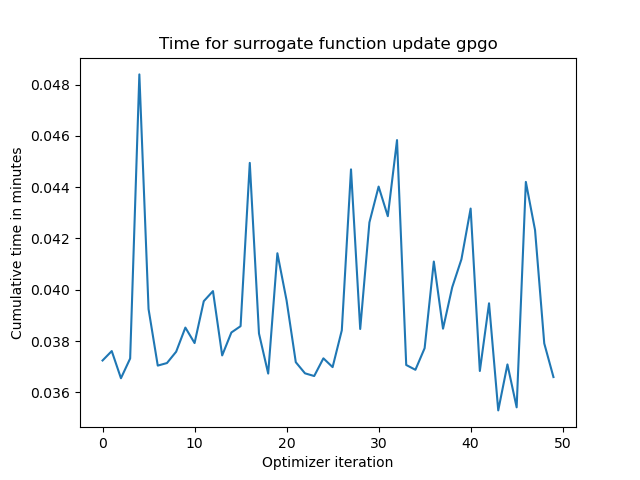 Time for surrogate function update gpgo
Cumulative time in minutes
0.048
0.046
0.044
0.042
0.040
0.038
0.036
0 10 20 30 40 50
Optimizer iteration